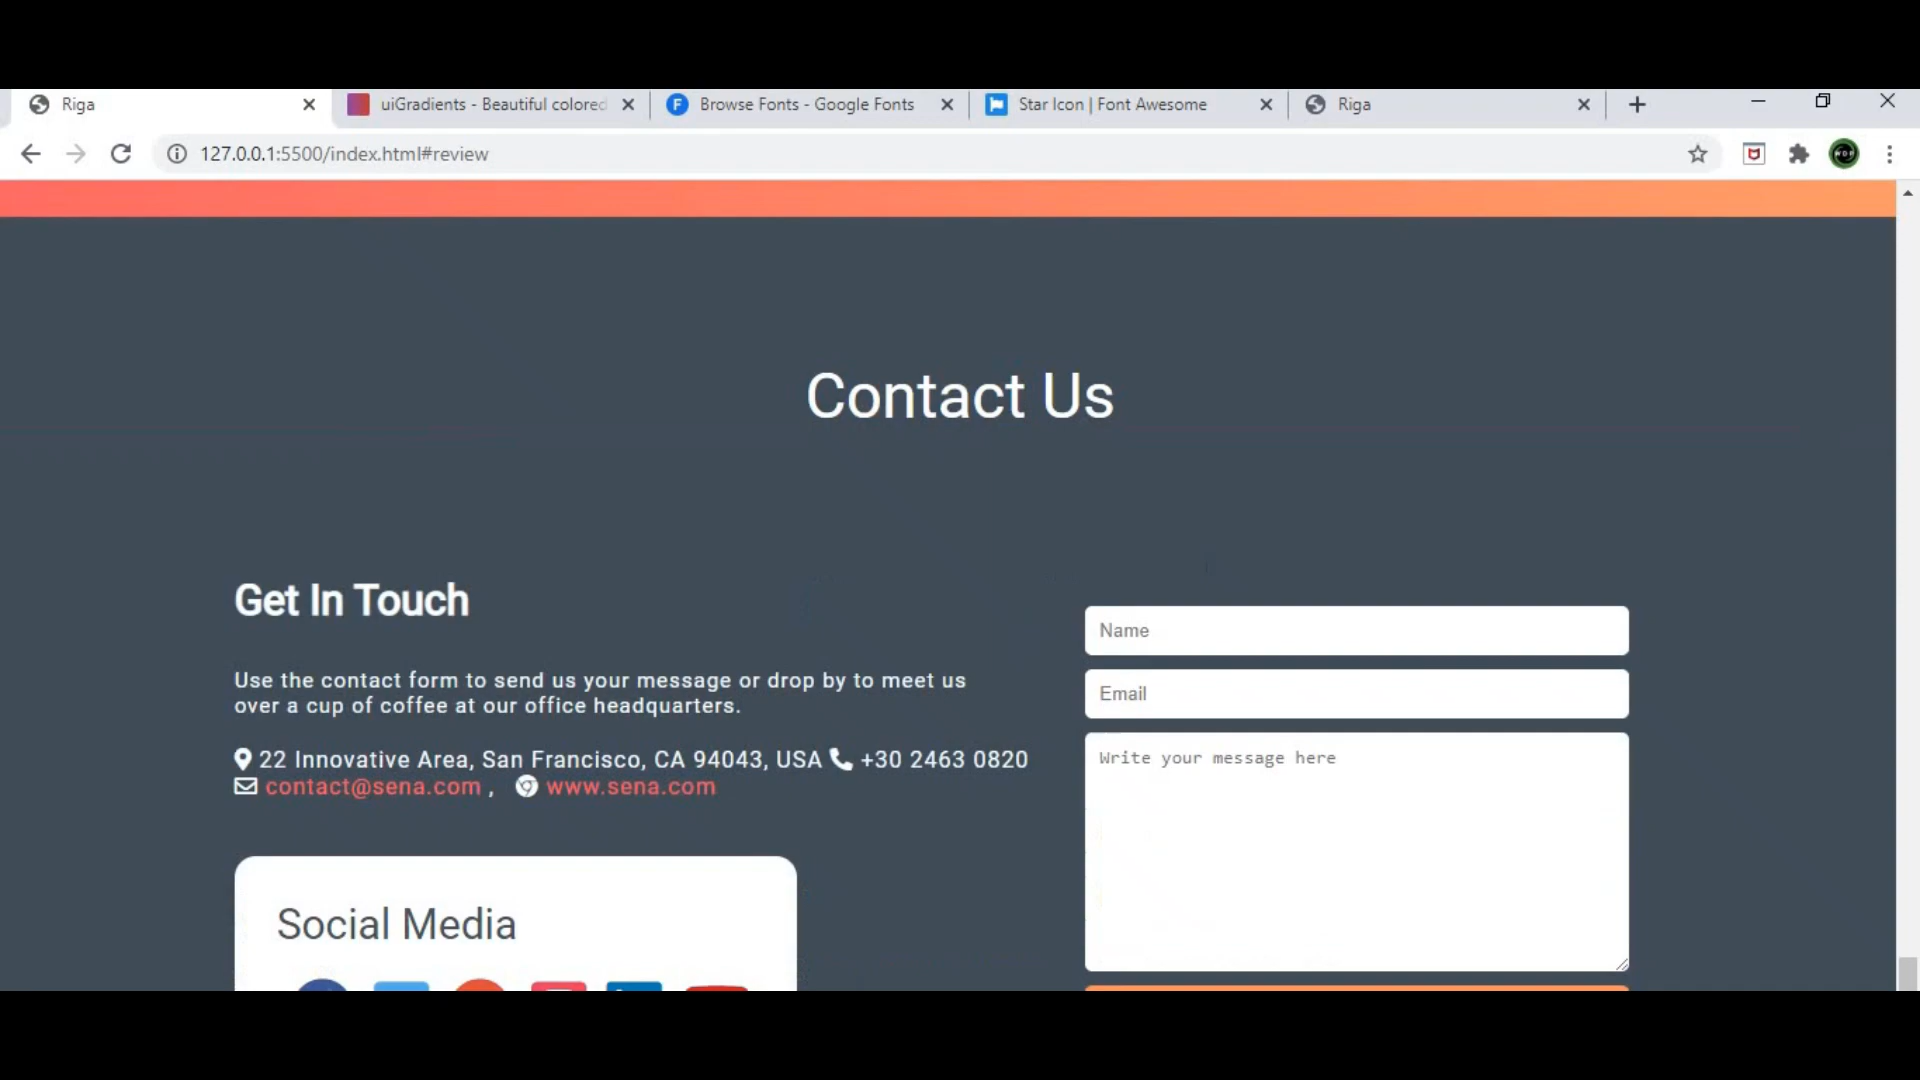 Riga
uiGradients - Beautiful colored
Browse Fonts - Google Fonts
Star Icon | Font Awesome
Riga
127.0.0.1:5500/index.html#review
Contact Us
Get In Touch
Use the contact form to send us your message or drop by to meet us
over a cup of coffee at our office headquarters.
22 Innovative Area, San Francisco, CA 94043, USA +30 2463 0820
contact@sena.com , www.sena.com
Social Media
Name
Email
Write your message here